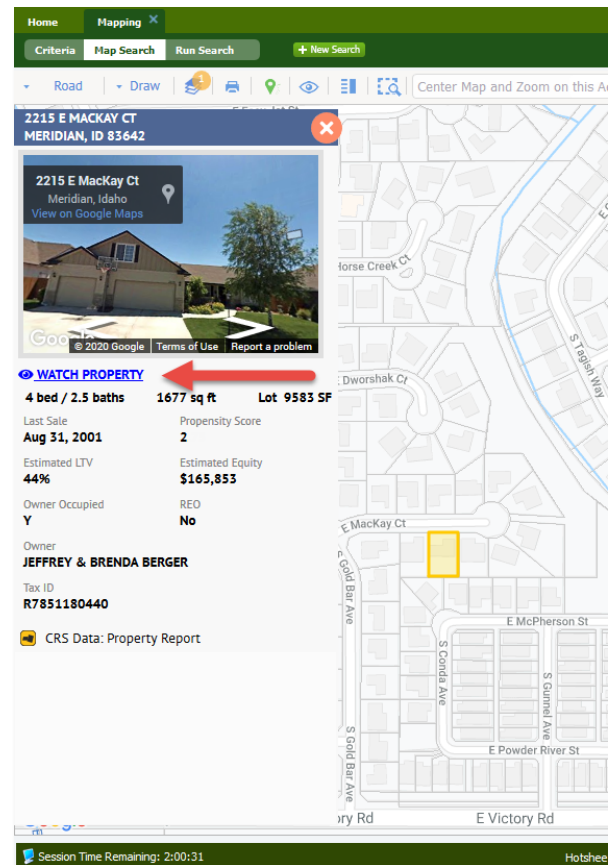 Home Mapping
Criteria Map Search Run Search + New Search
Road Draw 1 Center Map and Zoom on this
2215 E MACKAY CT
MERIDIAN, ID 83642
2215 E MacKay Ct
Meridian, Idaho
View on Google Maps
© 2020 Google Terms of Use Report a problem
WATCH PROPERTY
4 bed / 2.5 baths 1677 sq ft Lot 9583 SF
Last Sale Propensity Score
Aug 31, 2001 2
Estimated LTV Estimated Equity
44% $165,853
Owner Occupied REO
Y No
Owner
JEFFREY & BRENDA BERGER
Tax ID
R7851180440
CRS Data: Property Report
Horse Creek Ct
S Tagish Way
Dworshak Ct
E MacKay Ct
S Gold Bar Ave
E McPherson St
S Conda Ave
S Gunnel Ave
E Powder River St
S Gold Bar Ave
ory Rd E Victory Rd
Session Time Remaining: 2:00:31 Hotshee